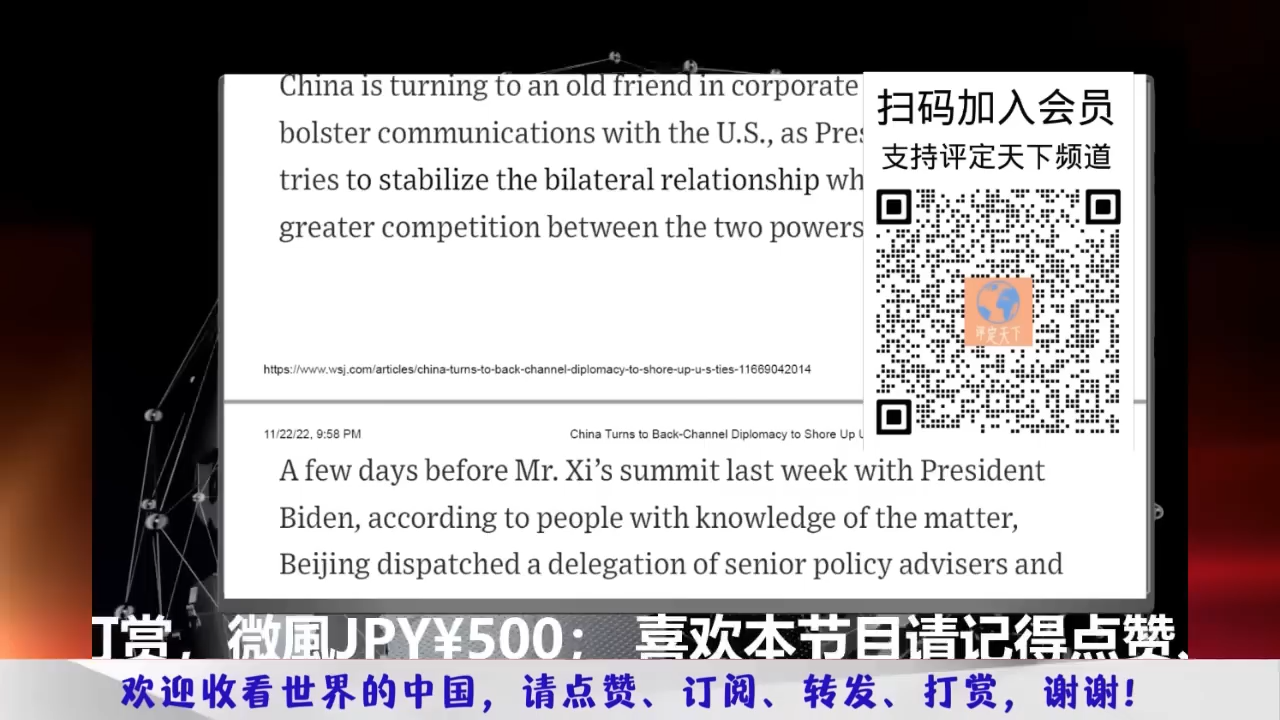 China is turning to an old friend in corporate
bolster communications with the U.S., as Pres
tries to stabilize the bilateral relationship wh
greater competition between the two powers
扫码加入会员
支持评定天下频道
评定天下
https://www.wsj.com/articles/china-turns-to-back-channel-diplomacy-to-shore-up-u-s-ties-11669042014
11/22/22, 9:58 PM
China Turns to Back-Channel Diplomacy to Shore Up U
A few days before Mr. Xi’s summit last week with President
Biden, according to people with knowledge of the matter,
Beijing dispatched a delegation of senior policy advisers and
打赏，微風JPY¥500； 喜欢本节目请记得点赞、
欢迎收看世界的中国，请点赞、订阅、转发、打赏，谢谢!